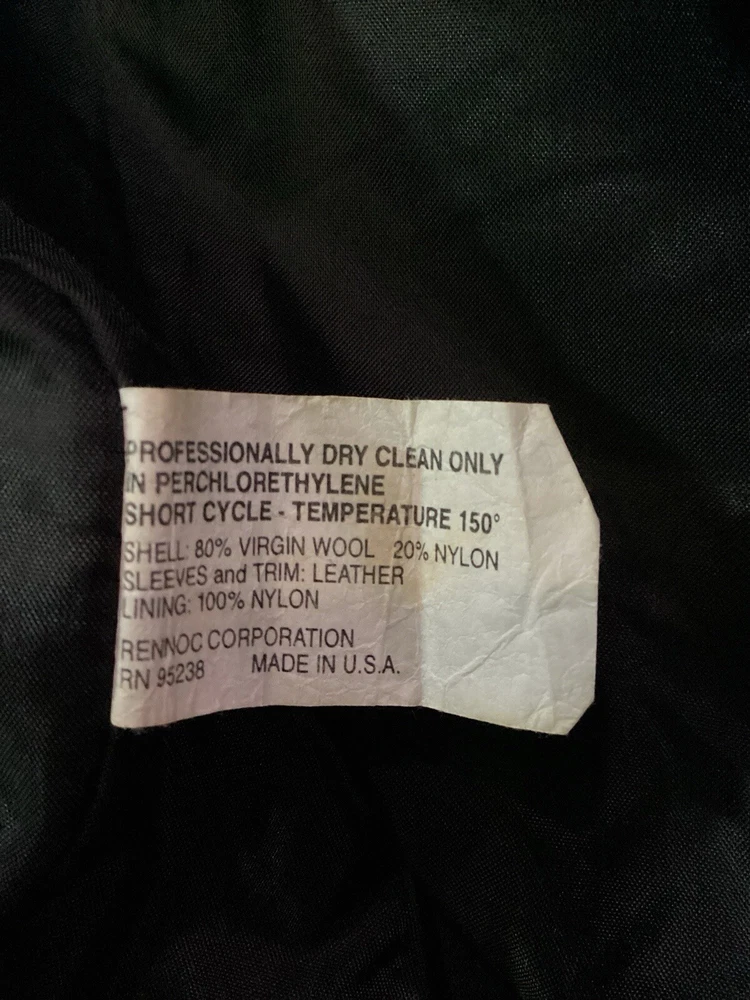 PROFESSIONALLY DRY CLEAN ONLY
IN PERCHLORETHYLENE
SHORT CYCLE - TEMPERATURE 150°
SHELL: 80% VIRGIN WOOL 20% NYLON
SLEEVES and TRIM: LEATHER
LINING: 100% NYLON
RENNOC CORPORATION
RN 95238 MADE IN U.S.A.